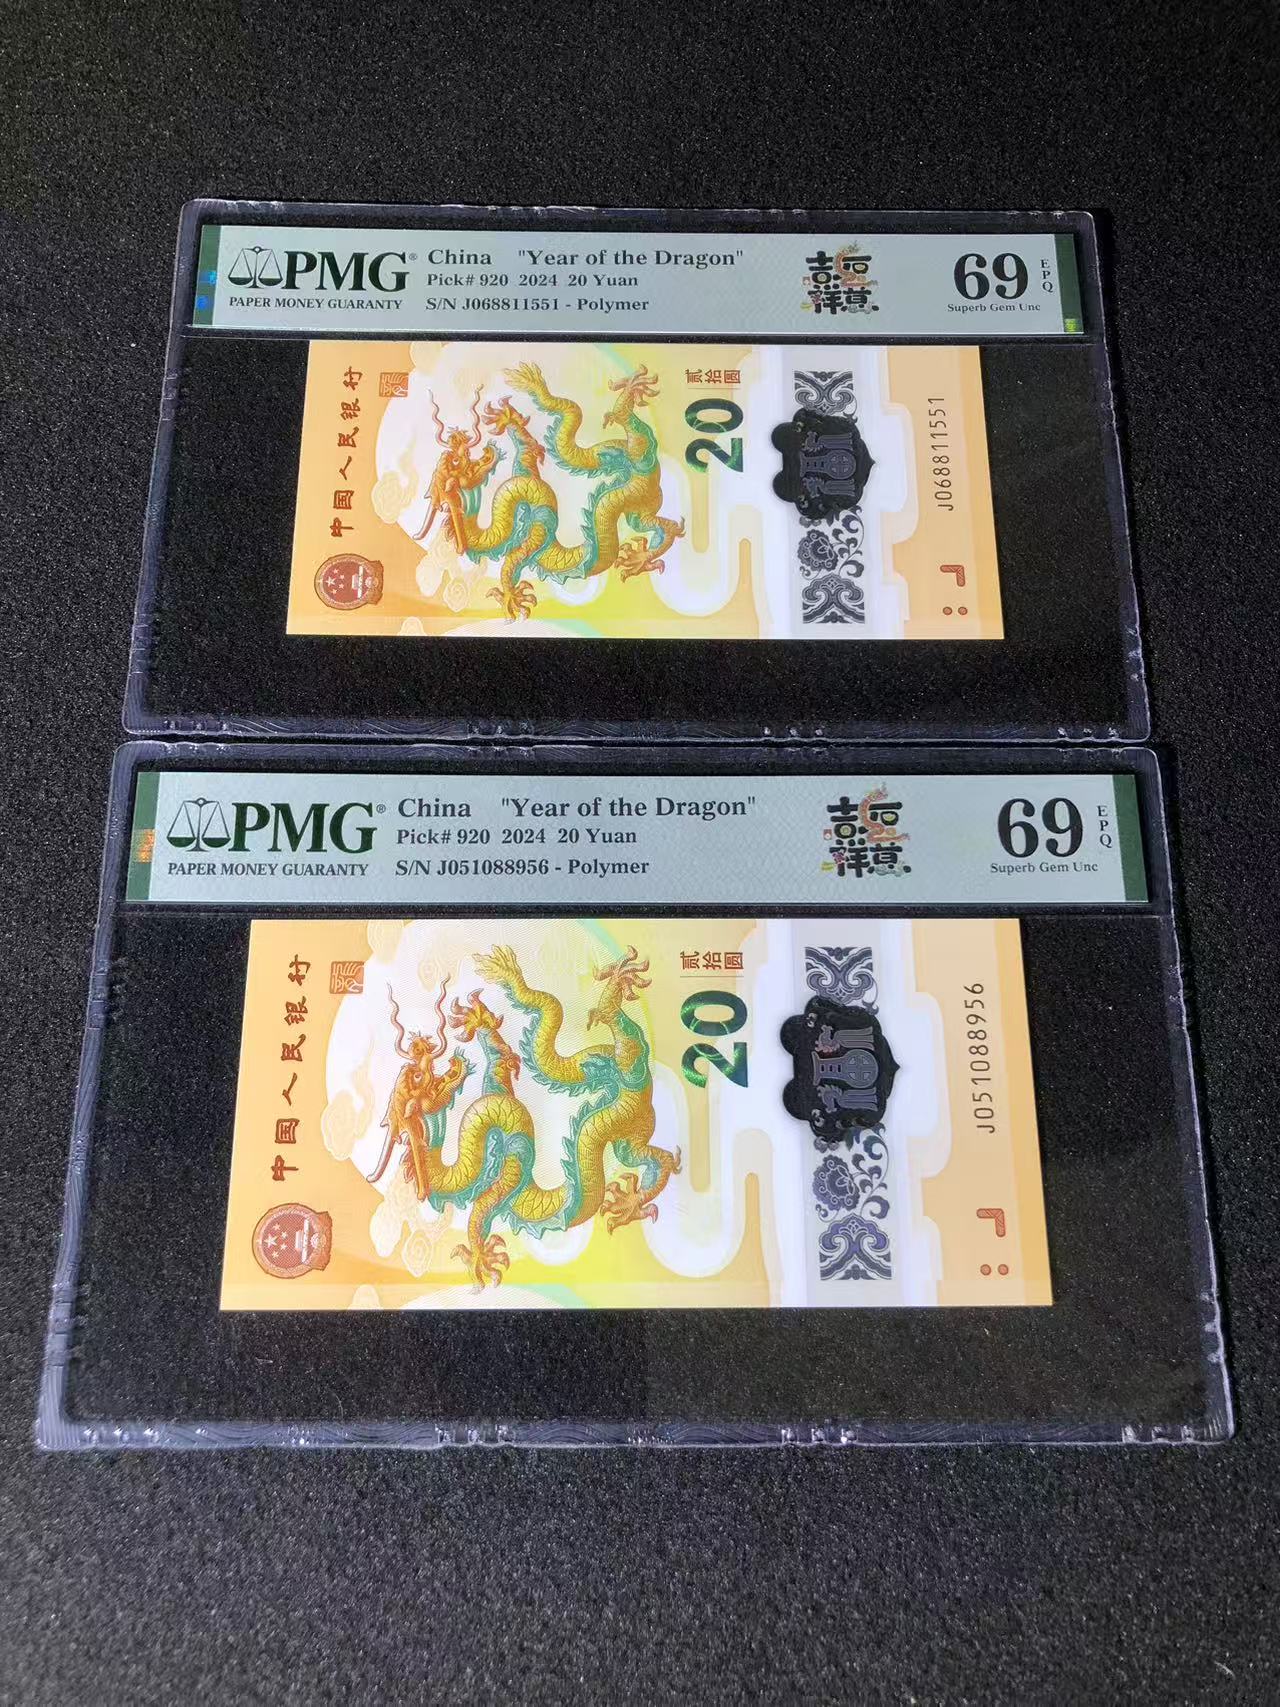 PMG®
PAPER MONEY GUARANTY
China "Year of the Dragon"
Pick# 920 2024 20 Yuan
S/N J068811551 - Polymer
吉祥
69
EPQ
Superb Gem Unc
中国人民银行
贰拾圆
20
福
J068811551
PMG®
PAPER MONEY GUARANTY
China "Year of the Dragon"
Pick# 920 2024 20 Yuan
S/N J051088956 - Polymer
吉祥
69
EPQ
Superb Gem Unc
中国人民银行
贰拾圆
20
福
J051088956